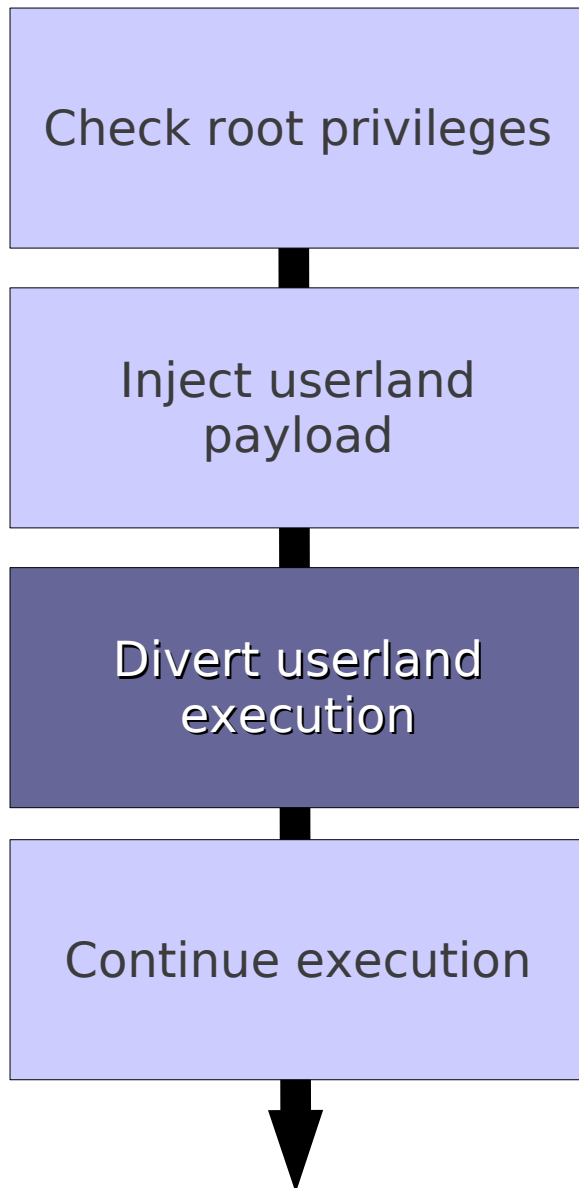 Check root privileges
Inject userland
payload
Divert userland
execution
Continue execution